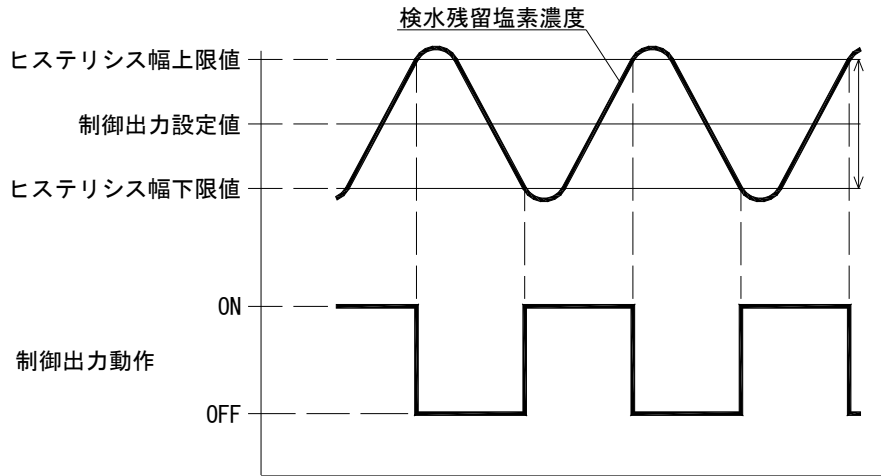 検水残留塩素濃度
ヒステリシス幅上限値
制御出力設定値
ヒステリシス幅下限値
ON
制御出力動作
OFF